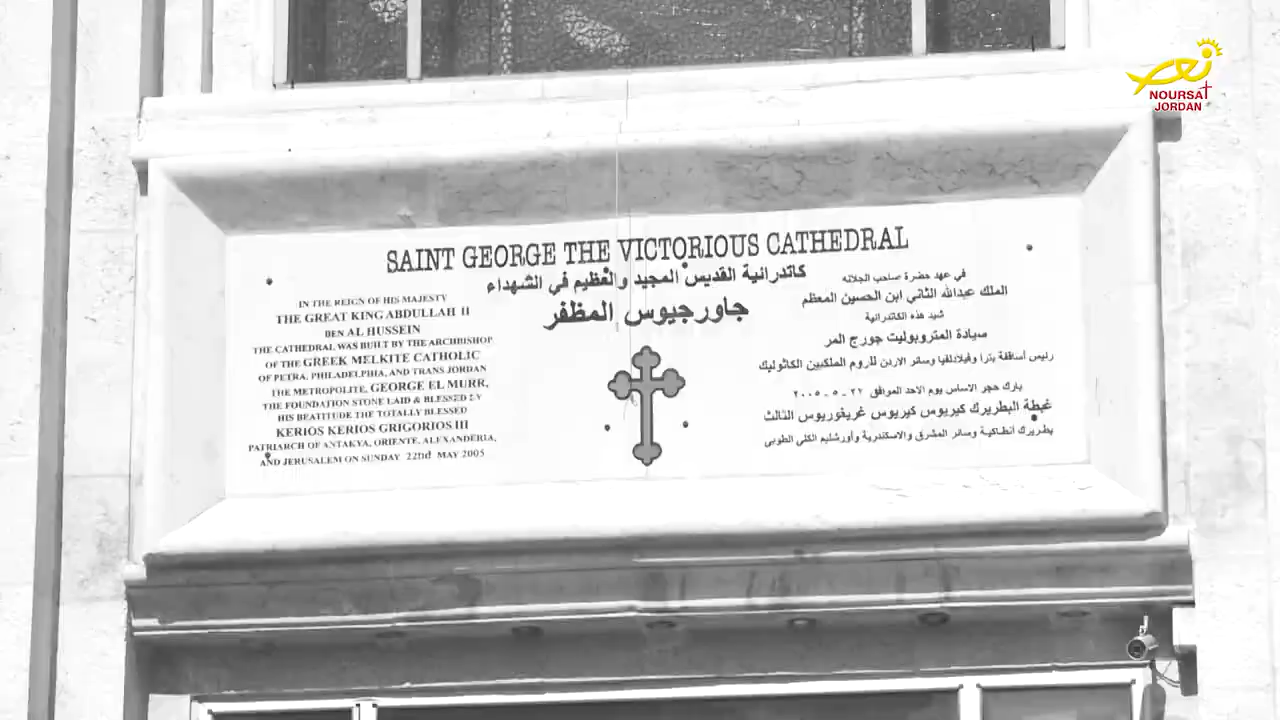 SAINT GEORGE THE VICTORIOUS CATHEDRAL
كاتدرانية القديس المجيد والعظيم في الشهداء
جاورجيوس المظفر
IN THE REIGN OF HIS MAJESTY
THE GREAT KING ABDULLAH II
BEN AL HUSSEIN
THE CATHEDRAL WAS BUILT BY THE ARCHBISHOP
OF THE GREEK MELKITE CATHOLIC
OF PETRA, PHILADELPHIA, AND TRANS JORDAN
THE METROPOLITE, GEORGE EL MURR,
THE FOUNDATION STONE LAID & BLESSED BY
HIS BEATITUDE THE TOTALLY BLESSED
KERIOS KERIOS GRIGORIOS III
PATRIARCH OF ANTAKYA, ORIENTE, ALEXANDERIA,
AND JERUSALEM ON SUNDAY 22nd MAY 2005
في عهد حضرة صاحب الجلاله
الملك عبدالله الثاني ابن الحسين المعظم
شيد هذه الكاتدرانية
سيادة المتروبوليت جورج المر
رئيس أساقفة بترا وفيلادلفيا وسائر الاردن للروم الملكيين الكاثوليك
بارك حجر الاساس يوم الاحد الموافق ٢٢ - ٥ - ٢٠٠٥
غبطة البطريرك كيريوس كيريوس غريغوريوس الثالث
بطريرك أنطاكية وسائر المشرق والاسكندرية وأورشليم الكلي الطوبى
نور
NOURSAT
JORDAN